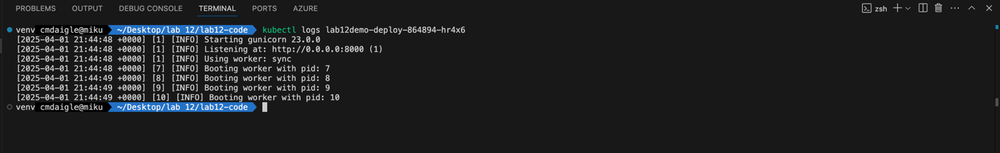 PROBLEMS OUTPUT DEBUG CONSOLE TERMINAL PORTS AZURE zsh
venv cmdaigle@miku ~/Desktop/lab 12/lab12-code kubectl logs lab12demo-deploy-864894-hr4x6
[2025-04-01 21:44:48 +0000] [1] [INFO] Starting gunicorn 23.0.0
[2025-04-01 21:44:48 +0000] [1] [INFO] Listening at: http://0.0.0.0:8000 (1)
[2025-04-01 21:44:48 +0000] [1] [INFO] Using worker: sync
[2025-04-01 21:44:48 +0000] [7] [INFO] Booting worker with pid: 7
[2025-04-01 21:44:49 +0000] [8] [INFO] Booting worker with pid: 8
[2025-04-01 21:44:49 +0000] [9] [INFO] Booting worker with pid: 9
[2025-04-01 21:44:49 +0000] [10] [INFO] Booting worker with pid: 10
venv cmdaigle@miku ~/Desktop/lab 12/lab12-code